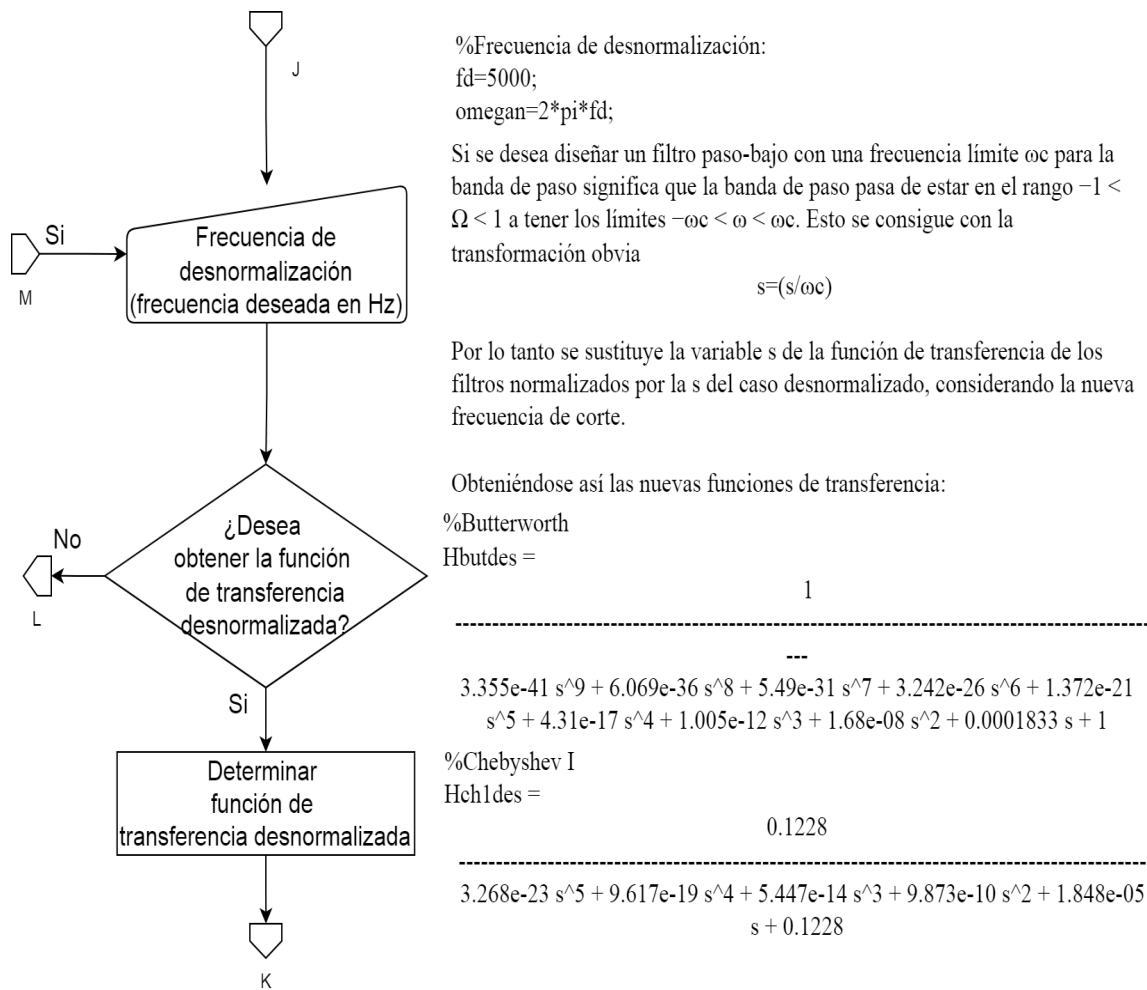 J
Si
M
Frecuencia de
desnormalización
(frecuencia deseada en Hz)
No
L
¿Desea
obtener la función
de transferencia
desnormalizada?
Si
Determinar
función de
transferencia desnormalizada
K
%Frecuencia de desnormalización:
fd=5000;
omegan=2*pi*fd;
Si se desea diseñar un filtro paso-bajo con una frecuencia límite ωc para la
banda de paso significa que la banda de paso pasa de estar en el rango −1 <
Ω < 1 a tener los límites −ωc < ω < ωc. Esto se consigue con la
transformación obvia
s=(s/ωc)
Por lo tanto se sustituye la variable s de la función de transferencia de los
filtros normalizados por la s del caso desnormalizado, considerando la nueva
frecuencia de corte.
Obteniéndose así las nuevas funciones de transferencia:
%Butterworth
Hbutdes =
1
----------------------------------------------------------------------------------------------
---
3.355e-41 s^9 + 6.069e-36 s^8 + 5.49e-31 s^7 + 3.242e-26 s^6 + 1.372e-21
s^5 + 4.31e-17 s^4 + 1.005e-12 s^3 + 1.68e-08 s^2 + 0.0001833 s + 1
%Chebyshev I
Hch1des =
0.1228
----------------------------------------------------------------------------------------------
3.268e-23 s^5 + 9.617e-19 s^4 + 5.447e-14 s^3 + 9.873e-10 s^2 + 1.848e-05
s + 0.1228